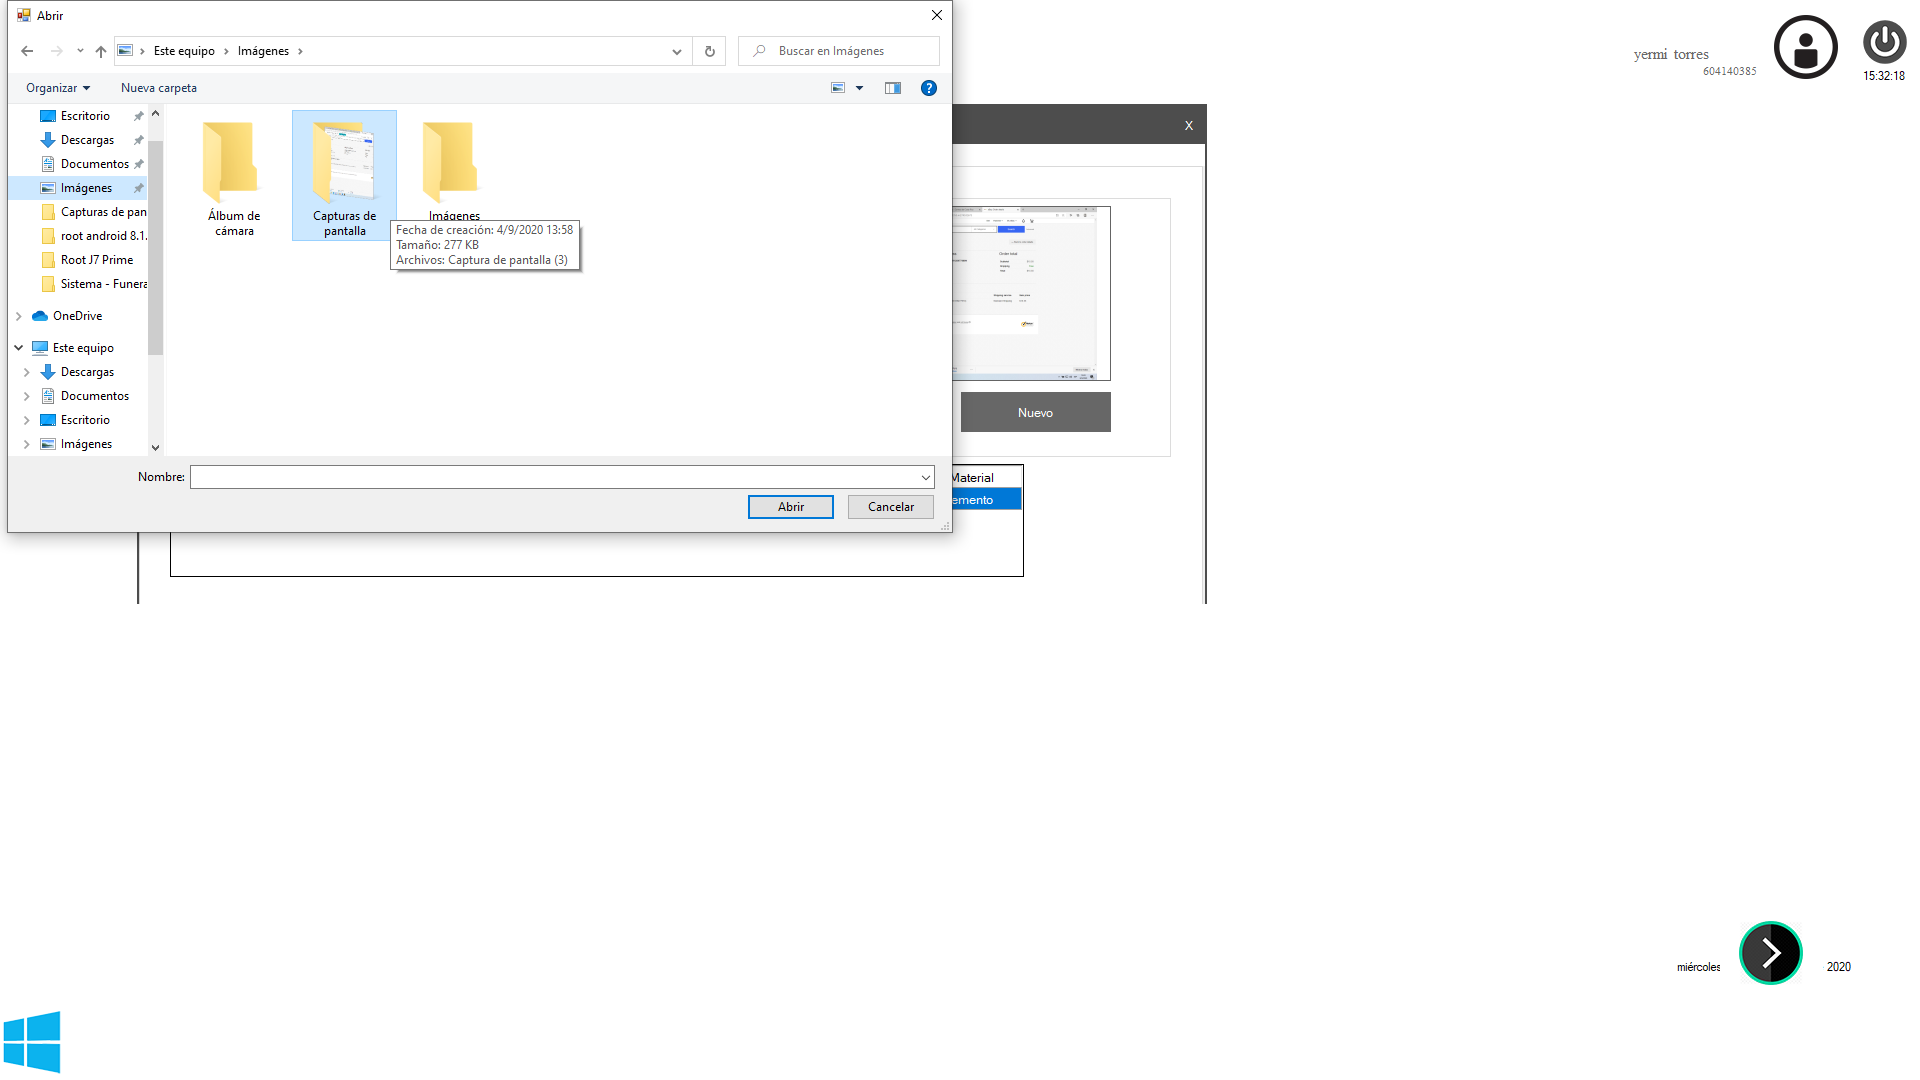 Abrir
Este equipo > Imágenes >
Buscar en Imágenes
Organizar
Nueva carpeta
Escritorio
Descargas
Documentos
Imágenes
Capturas de pan
root android 8.1.
Root J7 Prime
Sistema - Funera
OneDrive
Este equipo
Descargas
Documentos
Escritorio
Imágenes
Álbum de
cámara
Capturas de
pantalla
Imágenes
Fecha de creación: 4/9/2020 13:58
Tamaño: 277 KB
Archivos: Captura de pantalla (3)
Nombre:
Abrir
Cancelar
X
Order total
Nuevo
Material
emento
yermi torres
604140385
15:32:18
miércoles
2020